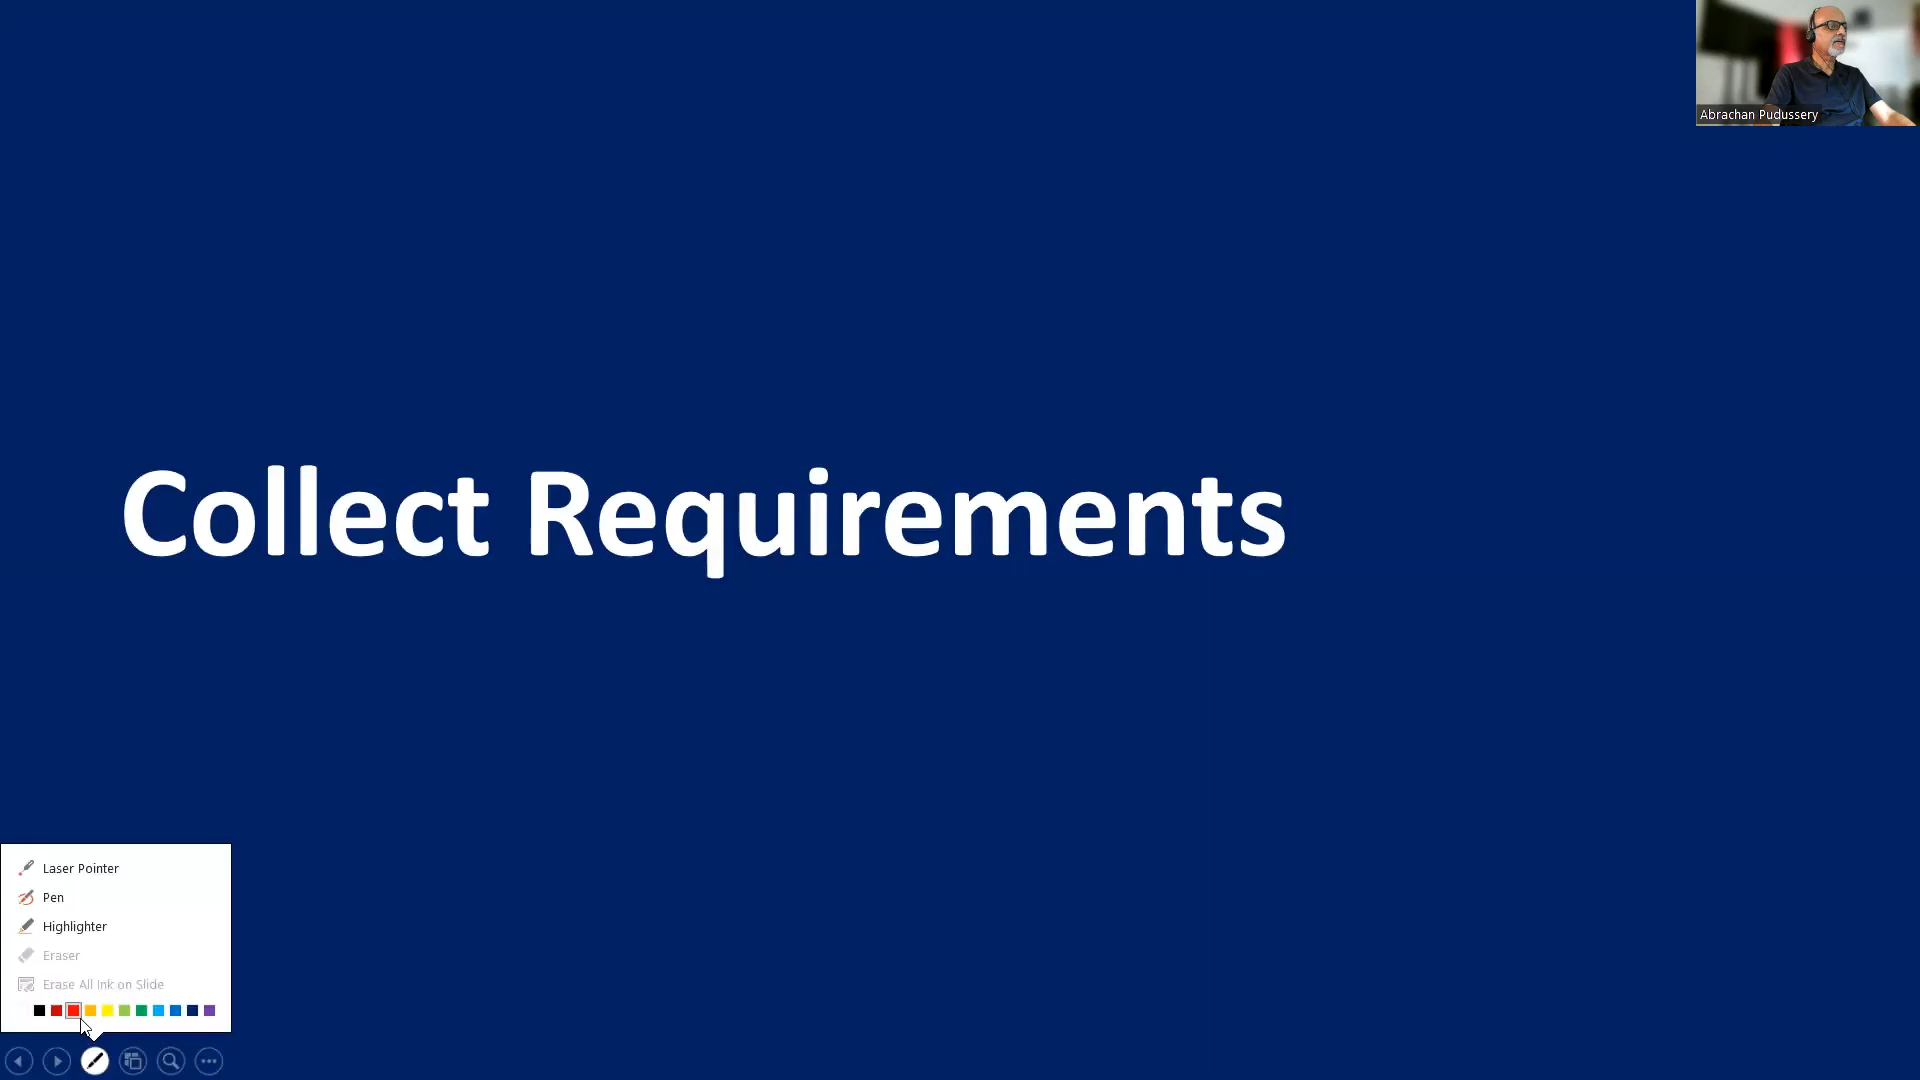 Abrachan Pudussery
Collect Requirements
Laser Pointer
Pen
Highlighter
Eraser
Erase All Ink on Slide